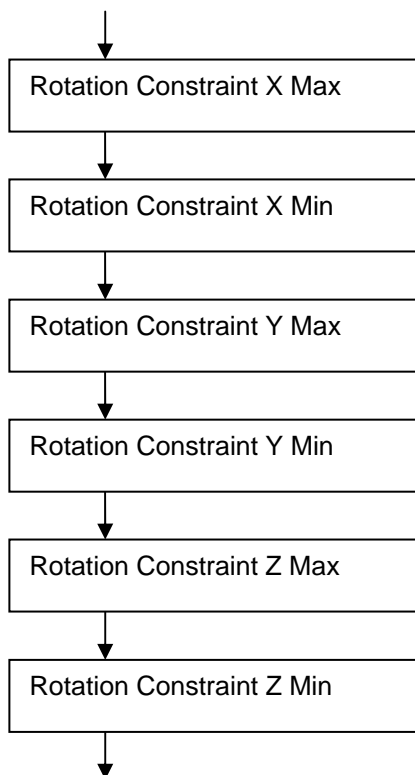 Rotation Constraint X Max
Rotation Constraint X Min
Rotation Constraint Y Max
Rotation Constraint Y Min
Rotation Constraint Z Max
Rotation Constraint Z Min